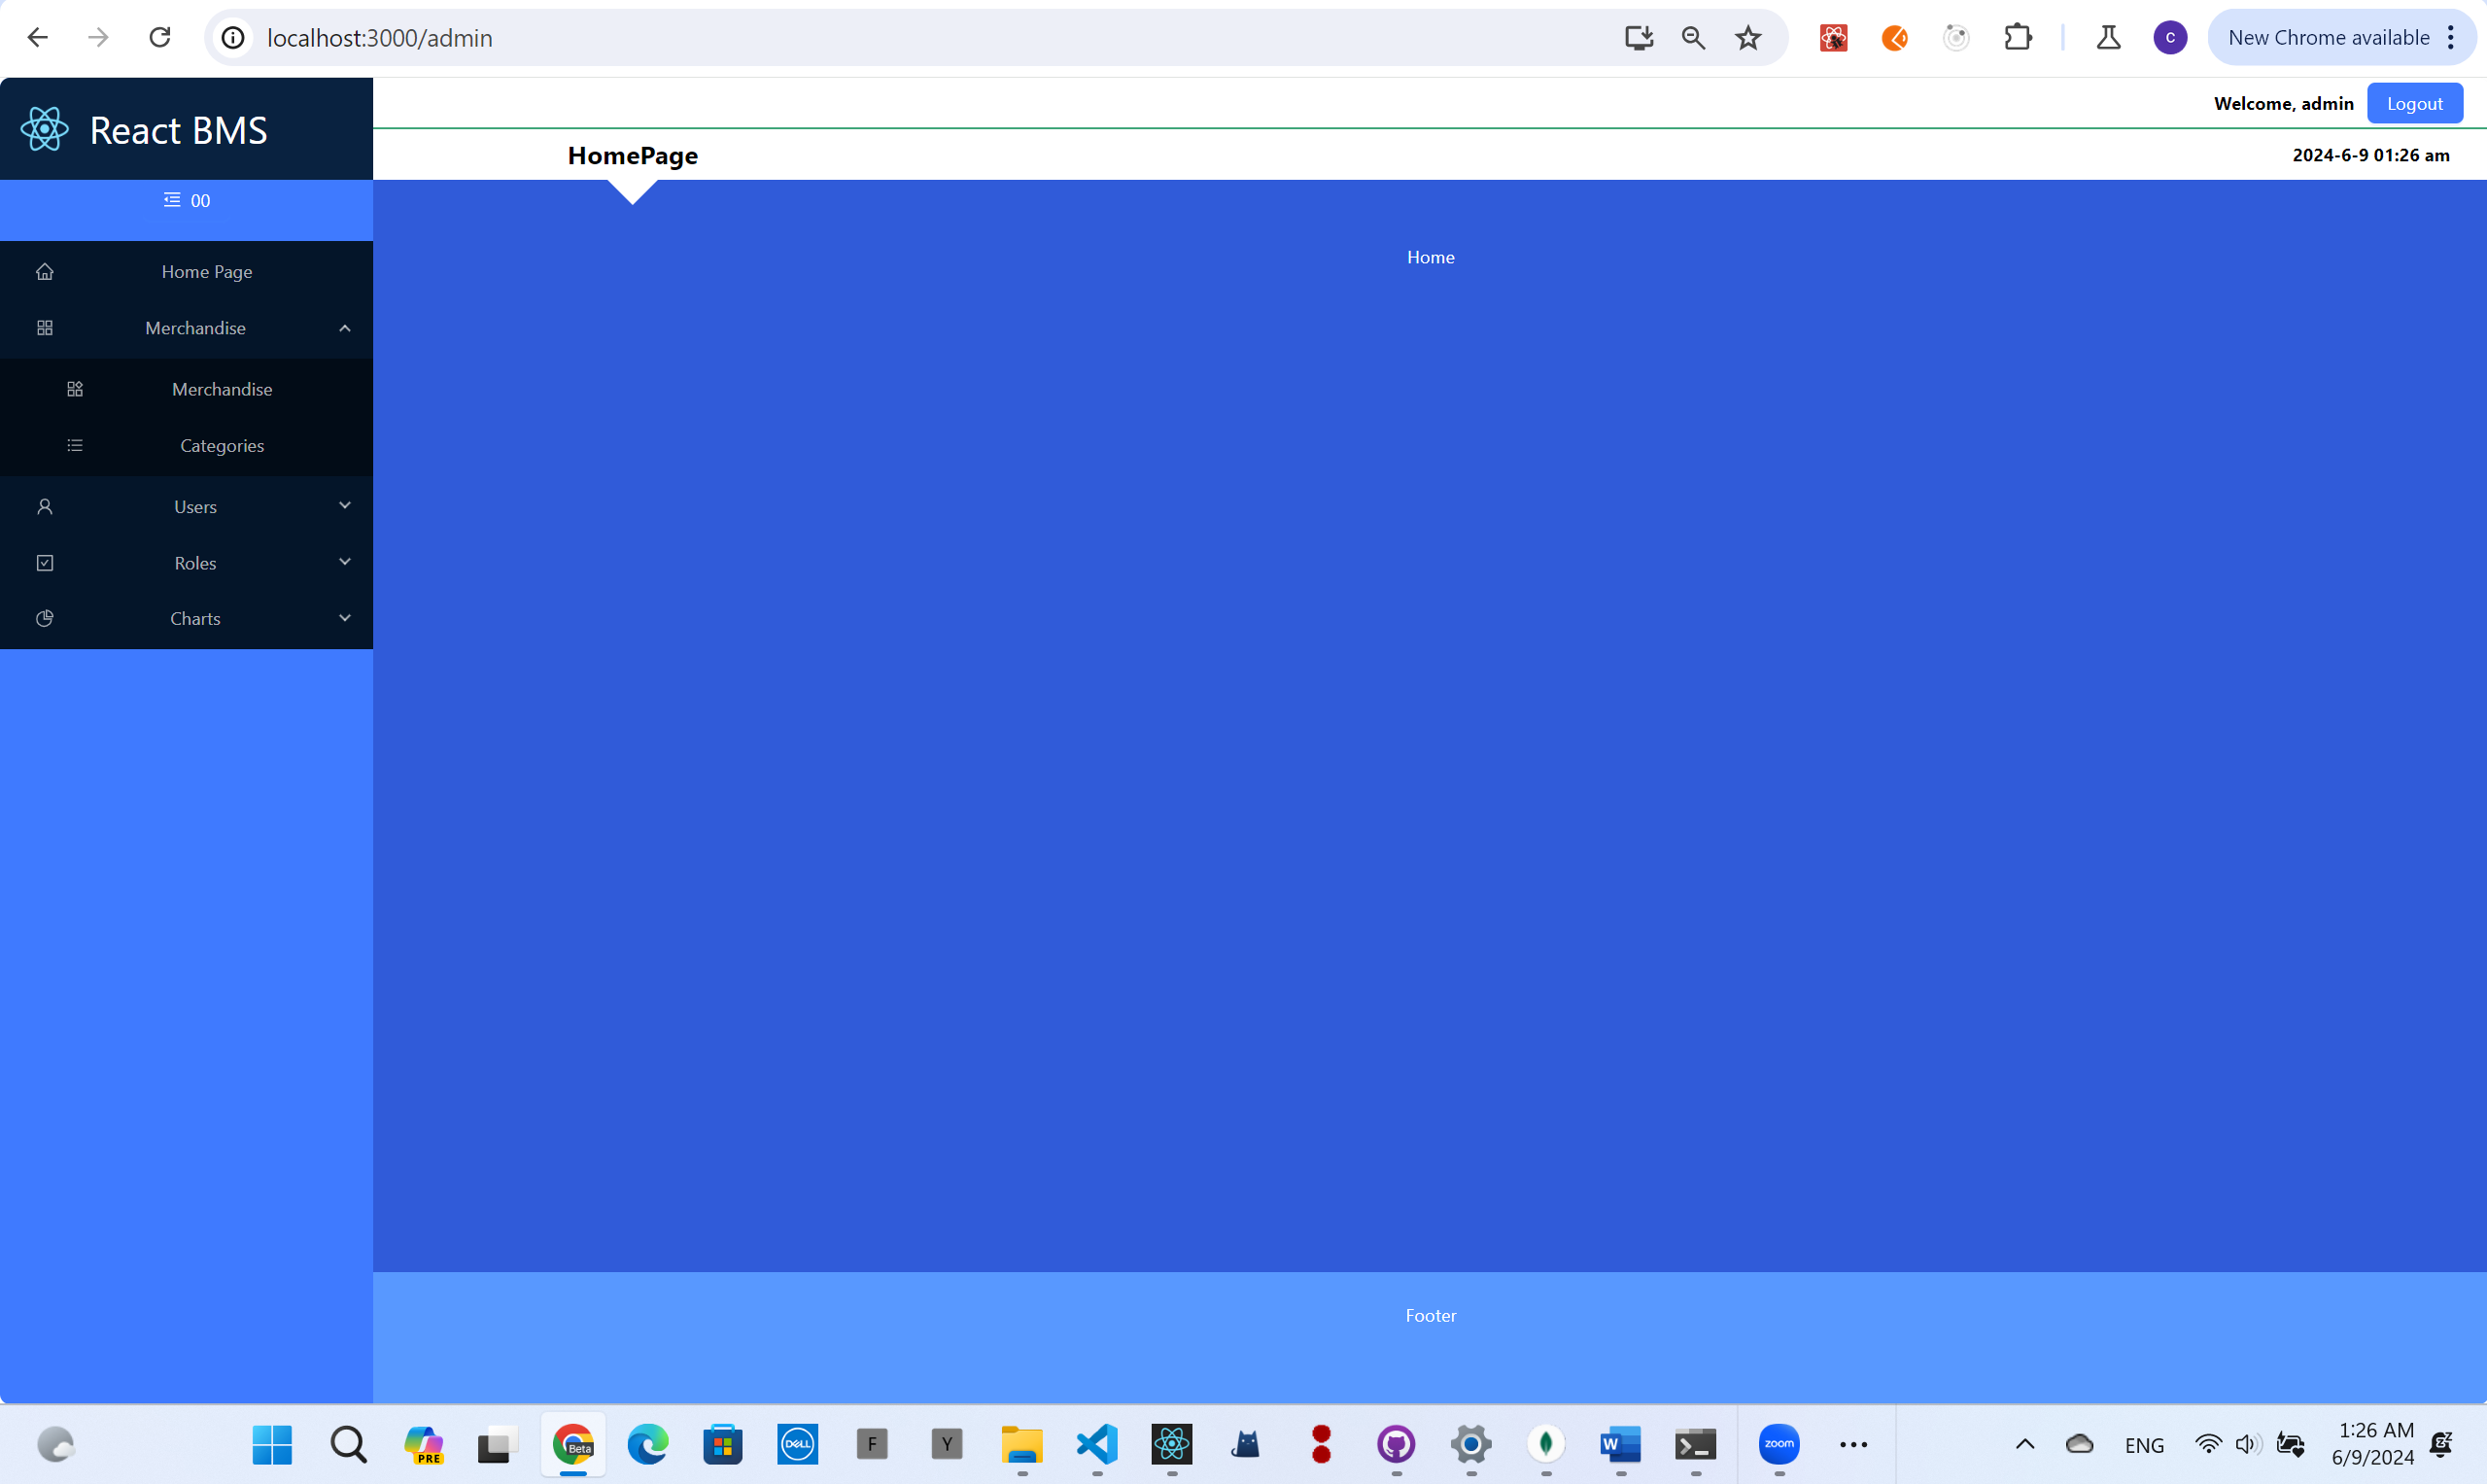 localhost:3000/admin
C
New Chrome available
React BMS
Welcome, admin
Logout
HomePage
2024-6-9 01:26 am
00
Home
Home Page
Merchandise
Merchandise
Categories
Users
Roles
Charts
Footer
PRE
Beta
DELL
F
Y
W
zoom
ENG
1:26 AM
6/9/2024